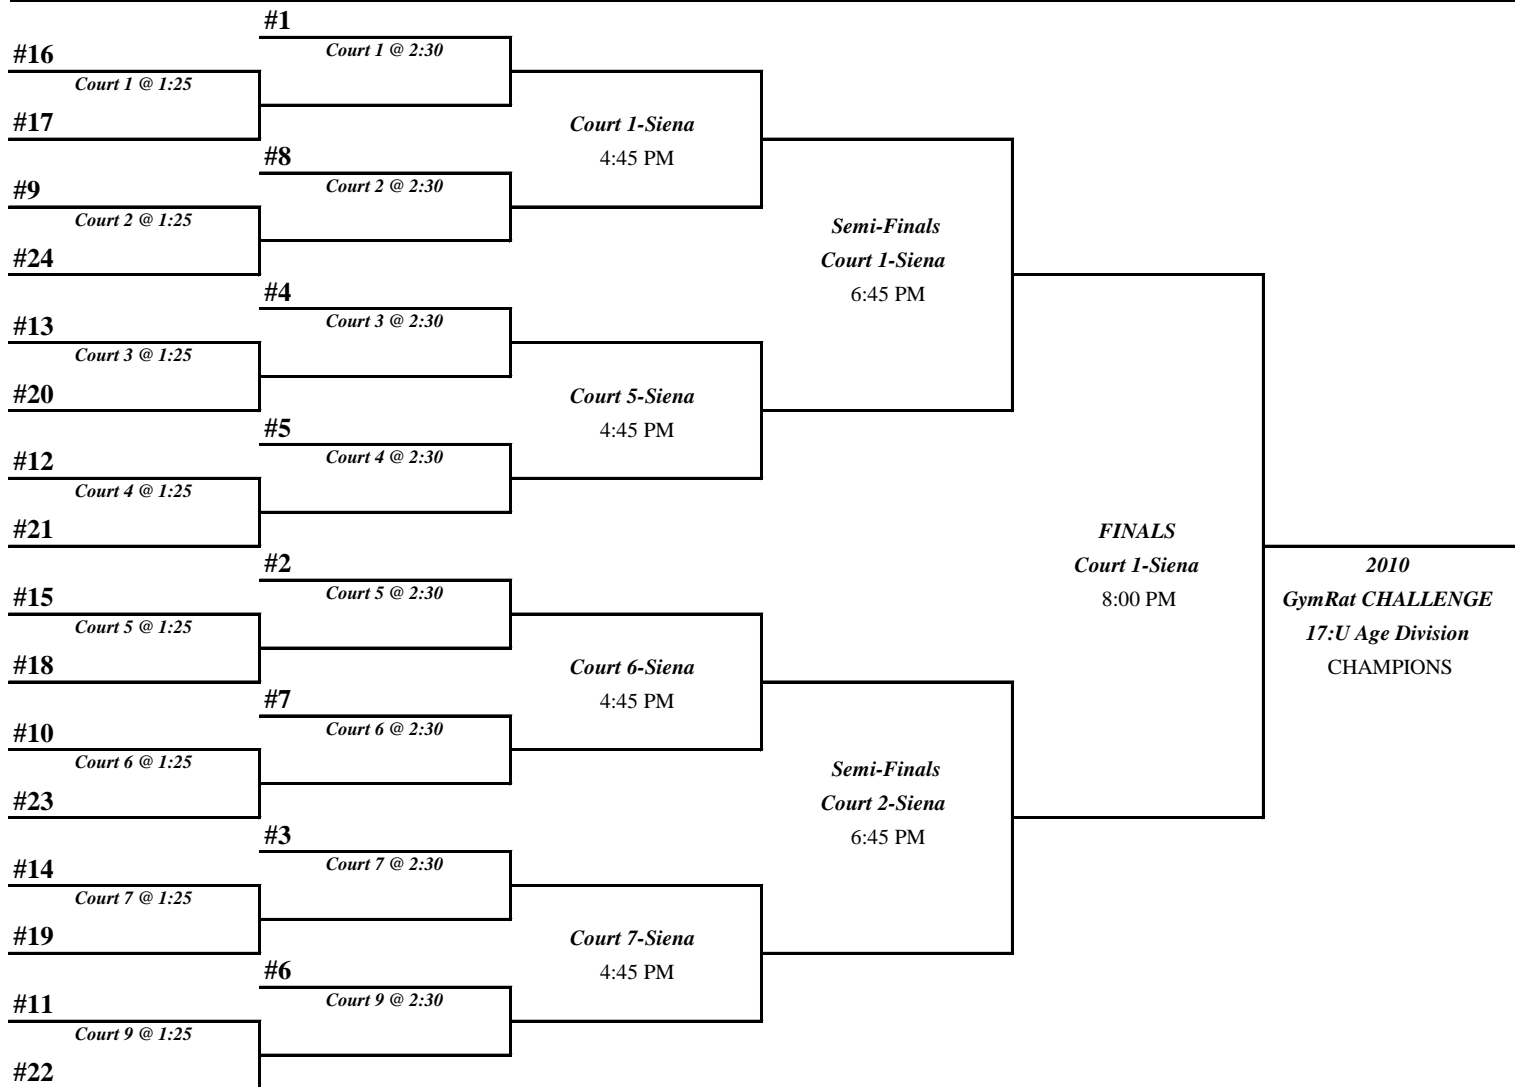 #1
Court 1 @ 2:30
#16
Court 1 @ 1:25
#17
Court 1-Siena
4:45 PM
#8
Court 2 @ 2:30
#9
Court 2 @ 1:25
#24
Semi-Finals
Court 1-Siena
6:45 PM
#4
Court 3 @ 2:30
#13
Court 3 @ 1:25
#20
Court 5-Siena
4:45 PM
#5
Court 4 @ 2:30
#12
Court 4 @ 1:25
#21
FINALS
Court 1-Siena
8:00 PM
2010
GymRat CHALLENGE
17:U Age Division
CHAMPIONS
#2
Court 5 @ 2:30
#15
Court 5 @ 1:25
#18
Court 6-Siena
4:45 PM
#7
Court 6 @ 2:30
#10
Court 6 @ 1:25
#23
Semi-Finals
Court 2-Siena
6:45 PM
#3
Court 7 @ 2:30
#14
Court 7 @ 1:25
#19
Court 7-Siena
4:45 PM
#6
Court 9 @ 2:30
#11
Court 9 @ 1:25
#22